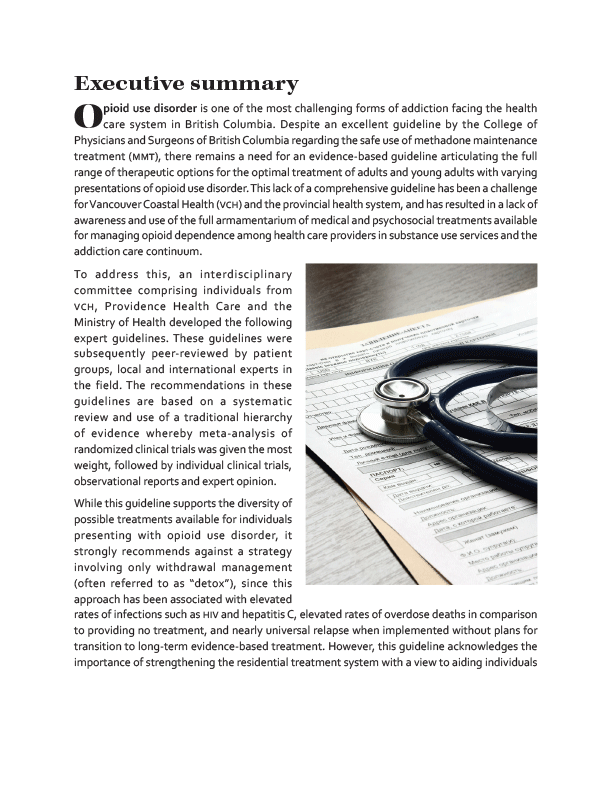 Executive summary
Opioid use disorder is one of the most challenging forms of addiction facing the health
care system in British Columbia. Despite an excellent guideline by the College of
Physicians and Surgeons of British Columbia regarding the safe use of methadone maintenance
treatment (MMT), there remains a need for an evidence-based guideline articulating the full
range of therapeutic options for the optimal treatment of adults and young adults with varying
presentations of opioid use disorder. This lack of a comprehensive guideline has been a challenge
for Vancouver Coastal Health (VCH) and the provincial health system, and has resulted in a lack of
awareness and use of the full armamentarium of medical and psychosocial treatments available
for managing opioid dependence among health care providers in substance use services and the
addiction care continuum.
To address this, an interdisciplinary
committee comprising individuals from
VCH, Providence Health Care and the
Ministry of Health developed the following
expert guidelines. These guidelines were
subsequently peer-reviewed by patient
groups, local and international experts in
the field. The recommendations in these
guidelines are based on a systematic
review and use of a traditional hierarchy
of evidence whereby meta-analysis of
randomized clinical trials was given the most
weight, followed by individual clinical trials,
observational reports and expert opinion.
While this guideline supports the diversity of
possible treatments available for individuals
presenting with opioid use disorder, it
strongly recommends against a strategy
involving only withdrawal management
(often referred to as “detox”), since this
approach has been associated with elevated
rates of infections such as HIV and hepatitis C, elevated rates of overdose deaths in comparison
to providing no treatment, and nearly universal relapse when implemented without plans for
transition to long-term evidence-based treatment. However, this guideline acknowledges the
importance of strengthening the residential treatment system with a view to aiding individuals
ЗАЯВЛЕНИЕ-АНКЕТА
ПАСПОРТ:
Серия
Кем выдан
Дата выдачи
Наименование организации
Должность
Адрес организации